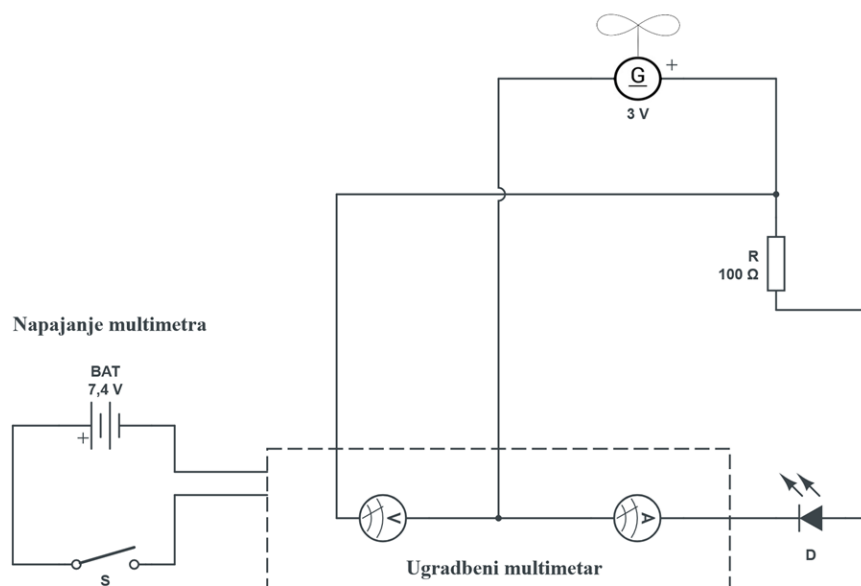 G
+
3 V
R
100 Ω
Napajanje multimetra
BAT
7,4 V
+
S
V
A
D
Ugradbeni multimetar